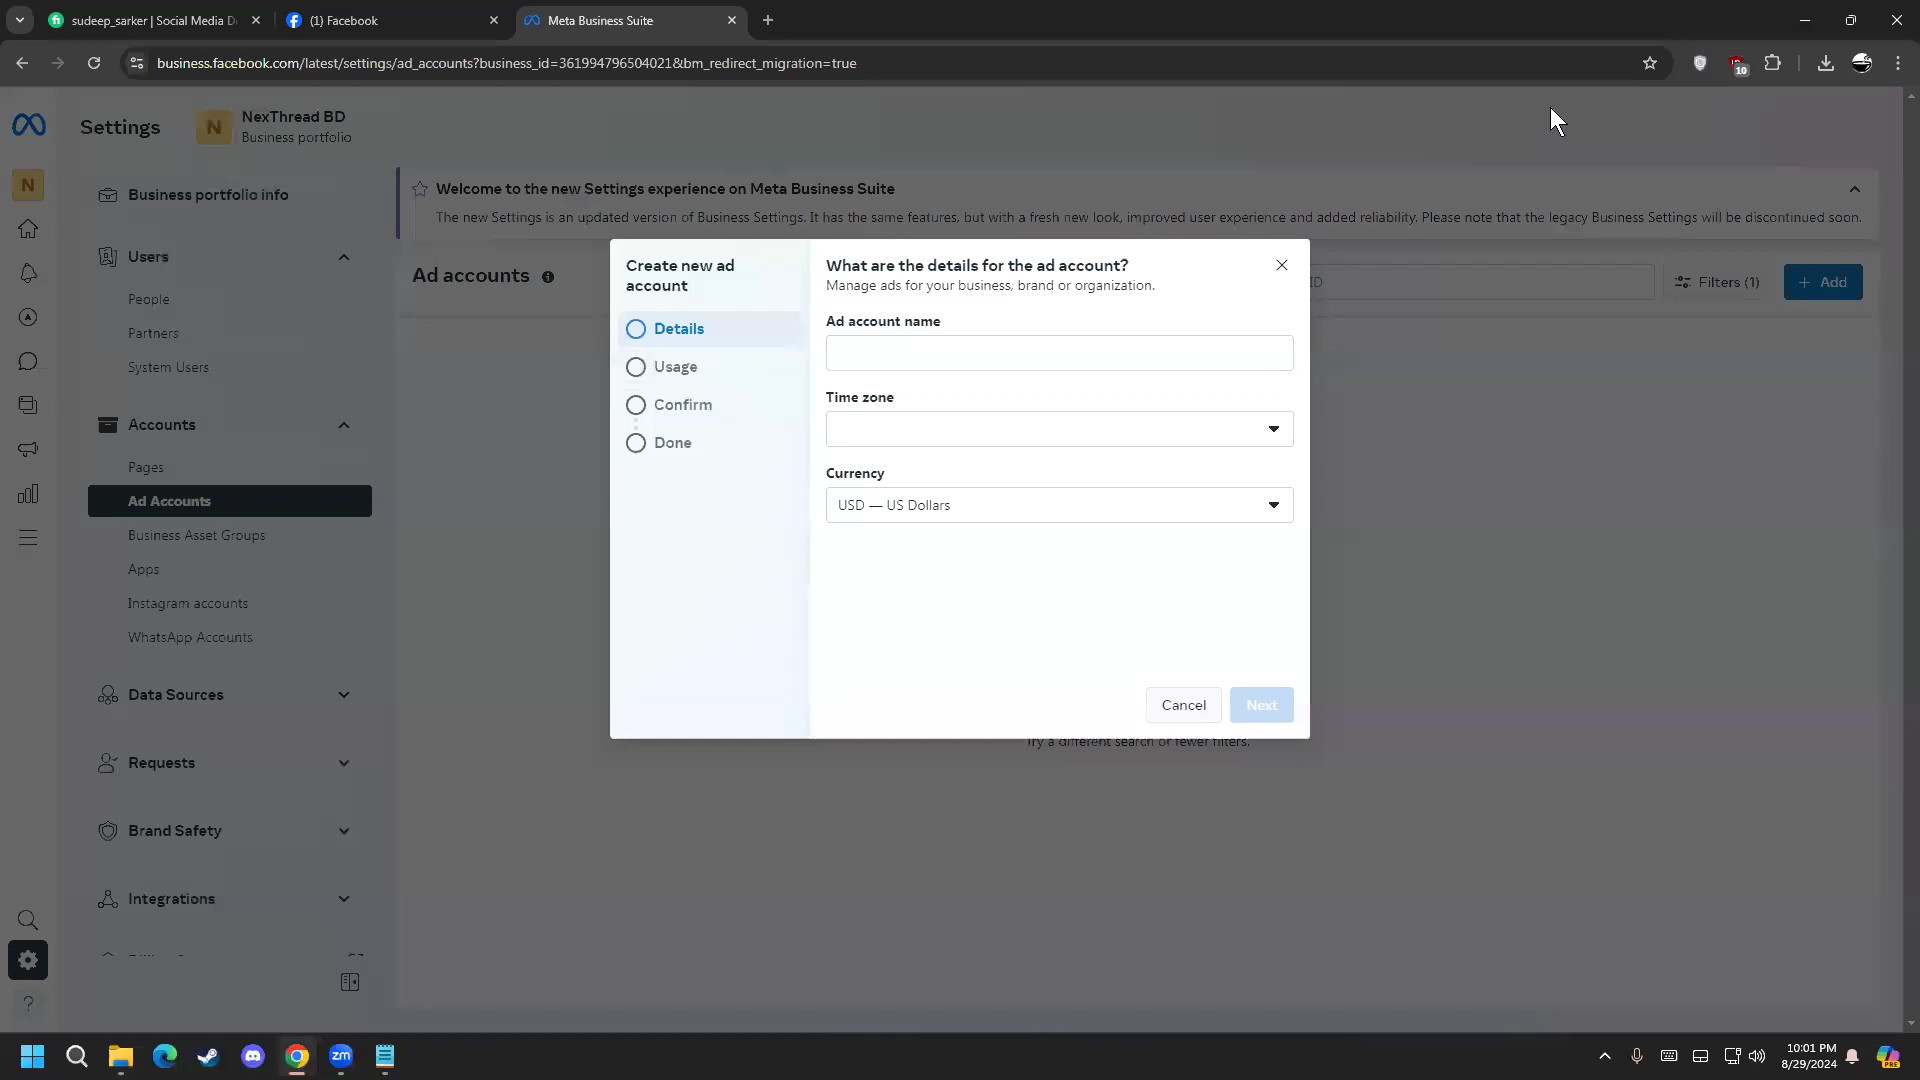 sudeep_sarker | Social Media D
(1) Facebook
Meta Business Suite
business.facebook.com/latest/settings/ad_accounts?business_id=361994796504021&bm_redirect_migration=true
10
Settings
N
NexThread BD
Business portfolio
N
Business portfolio info
Users
People
Partners
System Users
Accounts
Pages
Ad Accounts
Business Asset Groups
Apps
Instagram accounts
WhatsApp Accounts
Data Sources
Requests
Brand Safety
Integrations
Welcome to the new Settings experience on Meta Business Suite
The new Settings is an updated version of Business Settings. It has the same features, but with a fresh new look, improved user experience and added reliability. Please note that the legacy Business Settings will be discontinued soon.
Ad accounts
ID
Filters (1)
+ Add
Create new ad
account
Details
Usage
Confirm
Done
What are the details for the ad account?
Manage ads for your business, brand or organization.
Ad account name
Time zone
Currency
USD — US Dollars
Cancel
Next
Try a different search or fewer filters.
zm
10:01 PM
8/29/2024
PRE